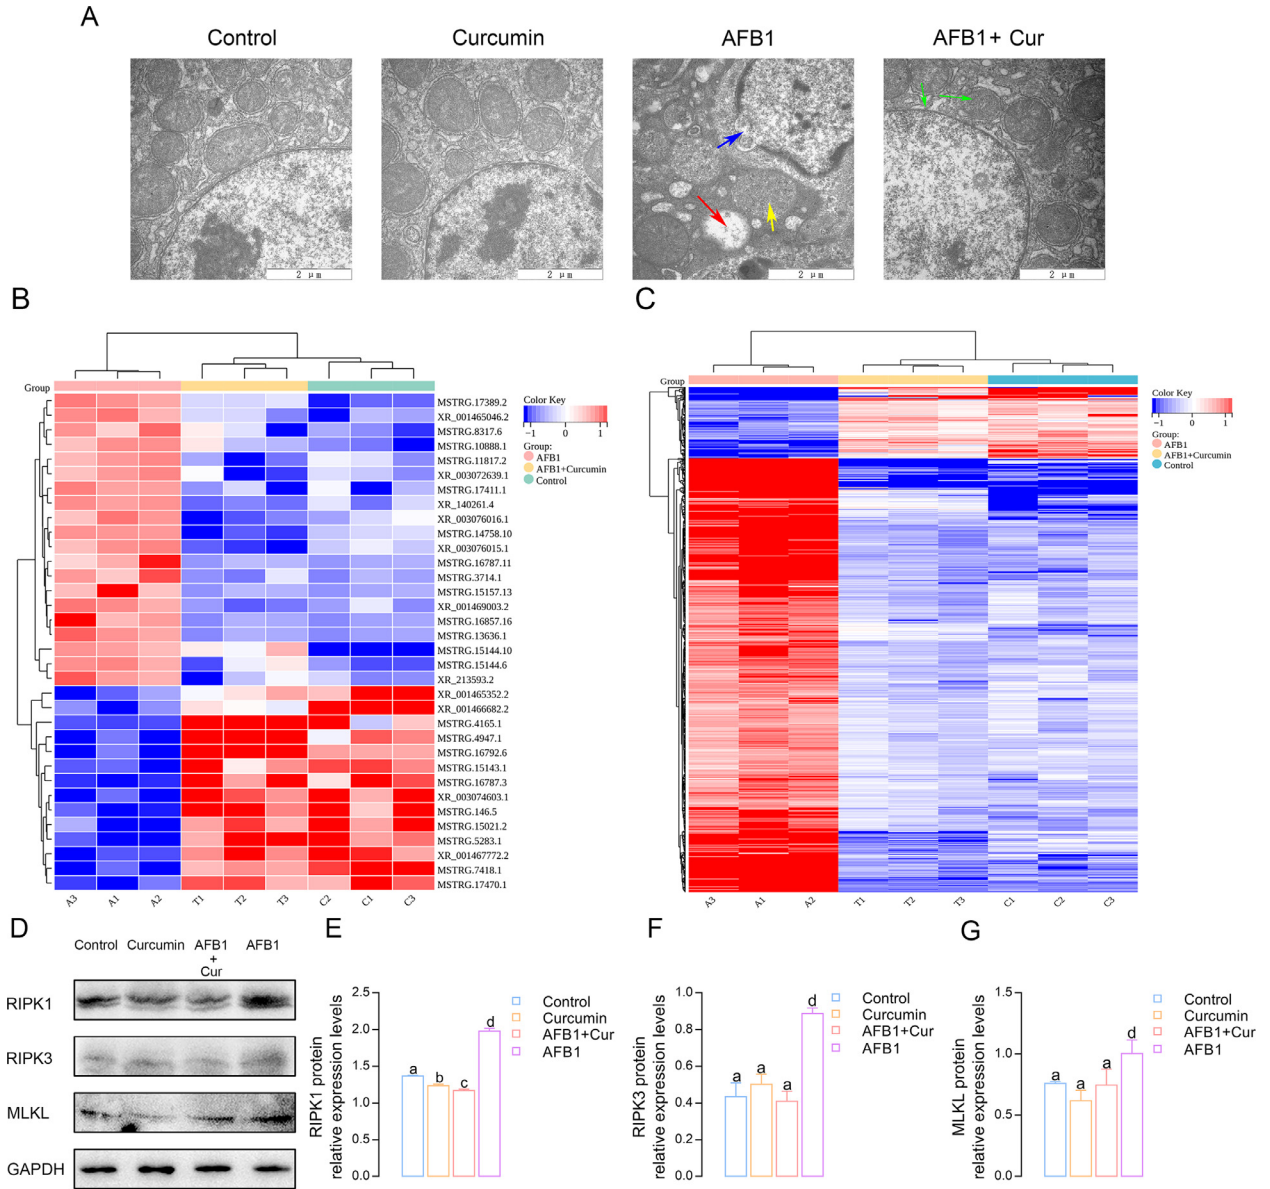 A
Control
Curcumin
AFB1
AFB1+ Cur
2 μm
2 μm
2 μm
2 μm
B
Group
MSTRG.17389.2
XR_001465046.2
MSTRG.8317.6
MSTRG.10888.1
MSTRG.11817.2
XR_003072639.1
MSTRG.17411.1
XR_140261.4
XR_003076016.1
MSTRG.14758.10
XR_003076015.1
MSTRG.16787.11
MSTRG.3714.1
MSTRG.15157.13
XR_001469003.2
MSTRG.16857.16
MSTRG.13636.1
MSTRG.15144.10
MSTRG.15144.6
XR_213593.2
XR_001465352.2
XR_001466682.2
MSTRG.4165.1
MSTRG.4947.1
MSTRG.16792.6
MSTRG.15143.1
MSTRG.16787.3
XR_003074603.1
MSTRG.146.5
MSTRG.15021.2
MSTRG.5283.1
XR_001467772.2
MSTRG.7418.1
MSTRG.17470.1
A3 A1 A2 T1 T2 T3 C2 C1 C3
Color Key
−1 0 1
Group:
AFB1
AFB1+Curcumin
Control
C
Group
A3 A1 A2 T1 T2 T3 C1 C2 C3
Color Key
−1 0 1
Group:
AFB1
AFB1+Curcumin
Control
D
Control Curcumin AFB1 + Cur AFB1
RIPK1
RIPK3
MLKL
GAPDH
E
RIPK1 protein
relative expression levels
2.5
2.0
1.5
1.0
0.5
0.0
a b c d
Control
Curcumin
AFB1+Cur
AFB1
F
RIPK3 protein
relative expression levels
1.0
0.8
0.6
0.4
0.2
0.0
a a a d
Control
Curcumin
AFB1+Cur
AFB1
G
MLKL protein
relative expression levels
1.5
1.0
0.5
0.0
a a a d
Control
Curcumin
AFB1+Cur
AFB1